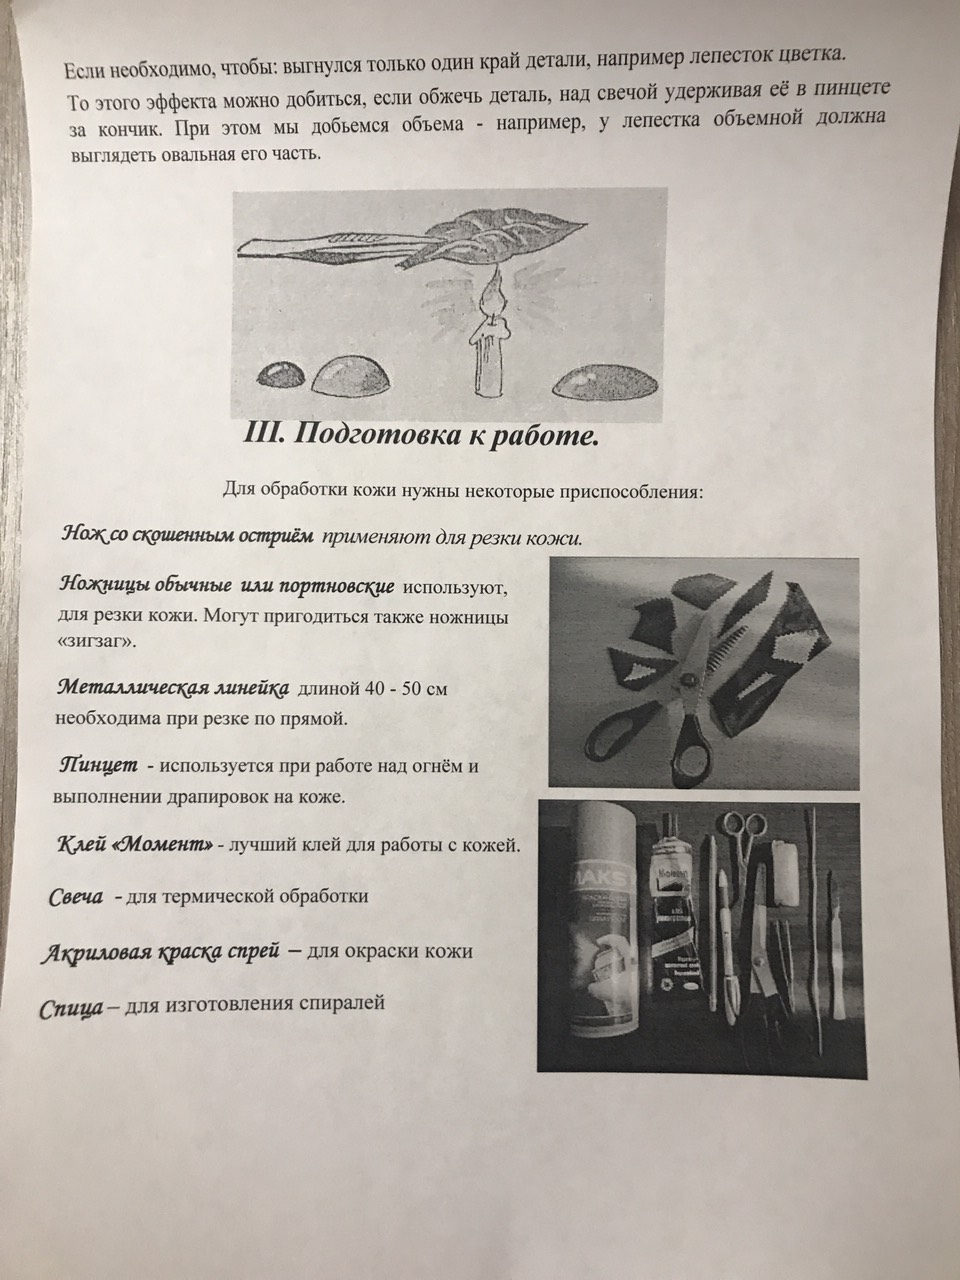 Если необходимо, чтобы: выгнулся только один край детали, например лепесток цветка.
То этого эффекта можно добиться, если обжечь деталь, над свечой удерживая её в пинцете
за кончик. При этом мы добьемся объема - например, у лепестка объемной должна
выглядеть овальная его часть.
III. Подготовка к работе.
Для обработки кожи нужны некоторые приспособления:
Нож со скошенным остриём применяют для резки кожи.
Ножницы обычные или портновские используют,
для резки кожи. Могут пригодиться также ножницы
«зигзаг».
Металлическая линейка длиной 40 - 50 см
необходима при резке по прямой.
Пинцет - используется при работе над огнём и
выполнении драпировок на коже.
Клей «Момент» - лучший клей для работы с кожей.
Свеча - для термической обработки
Акриловая краска спрей – для окраски кожи
Спица – для изготовления спиралей
MAKS
Момент